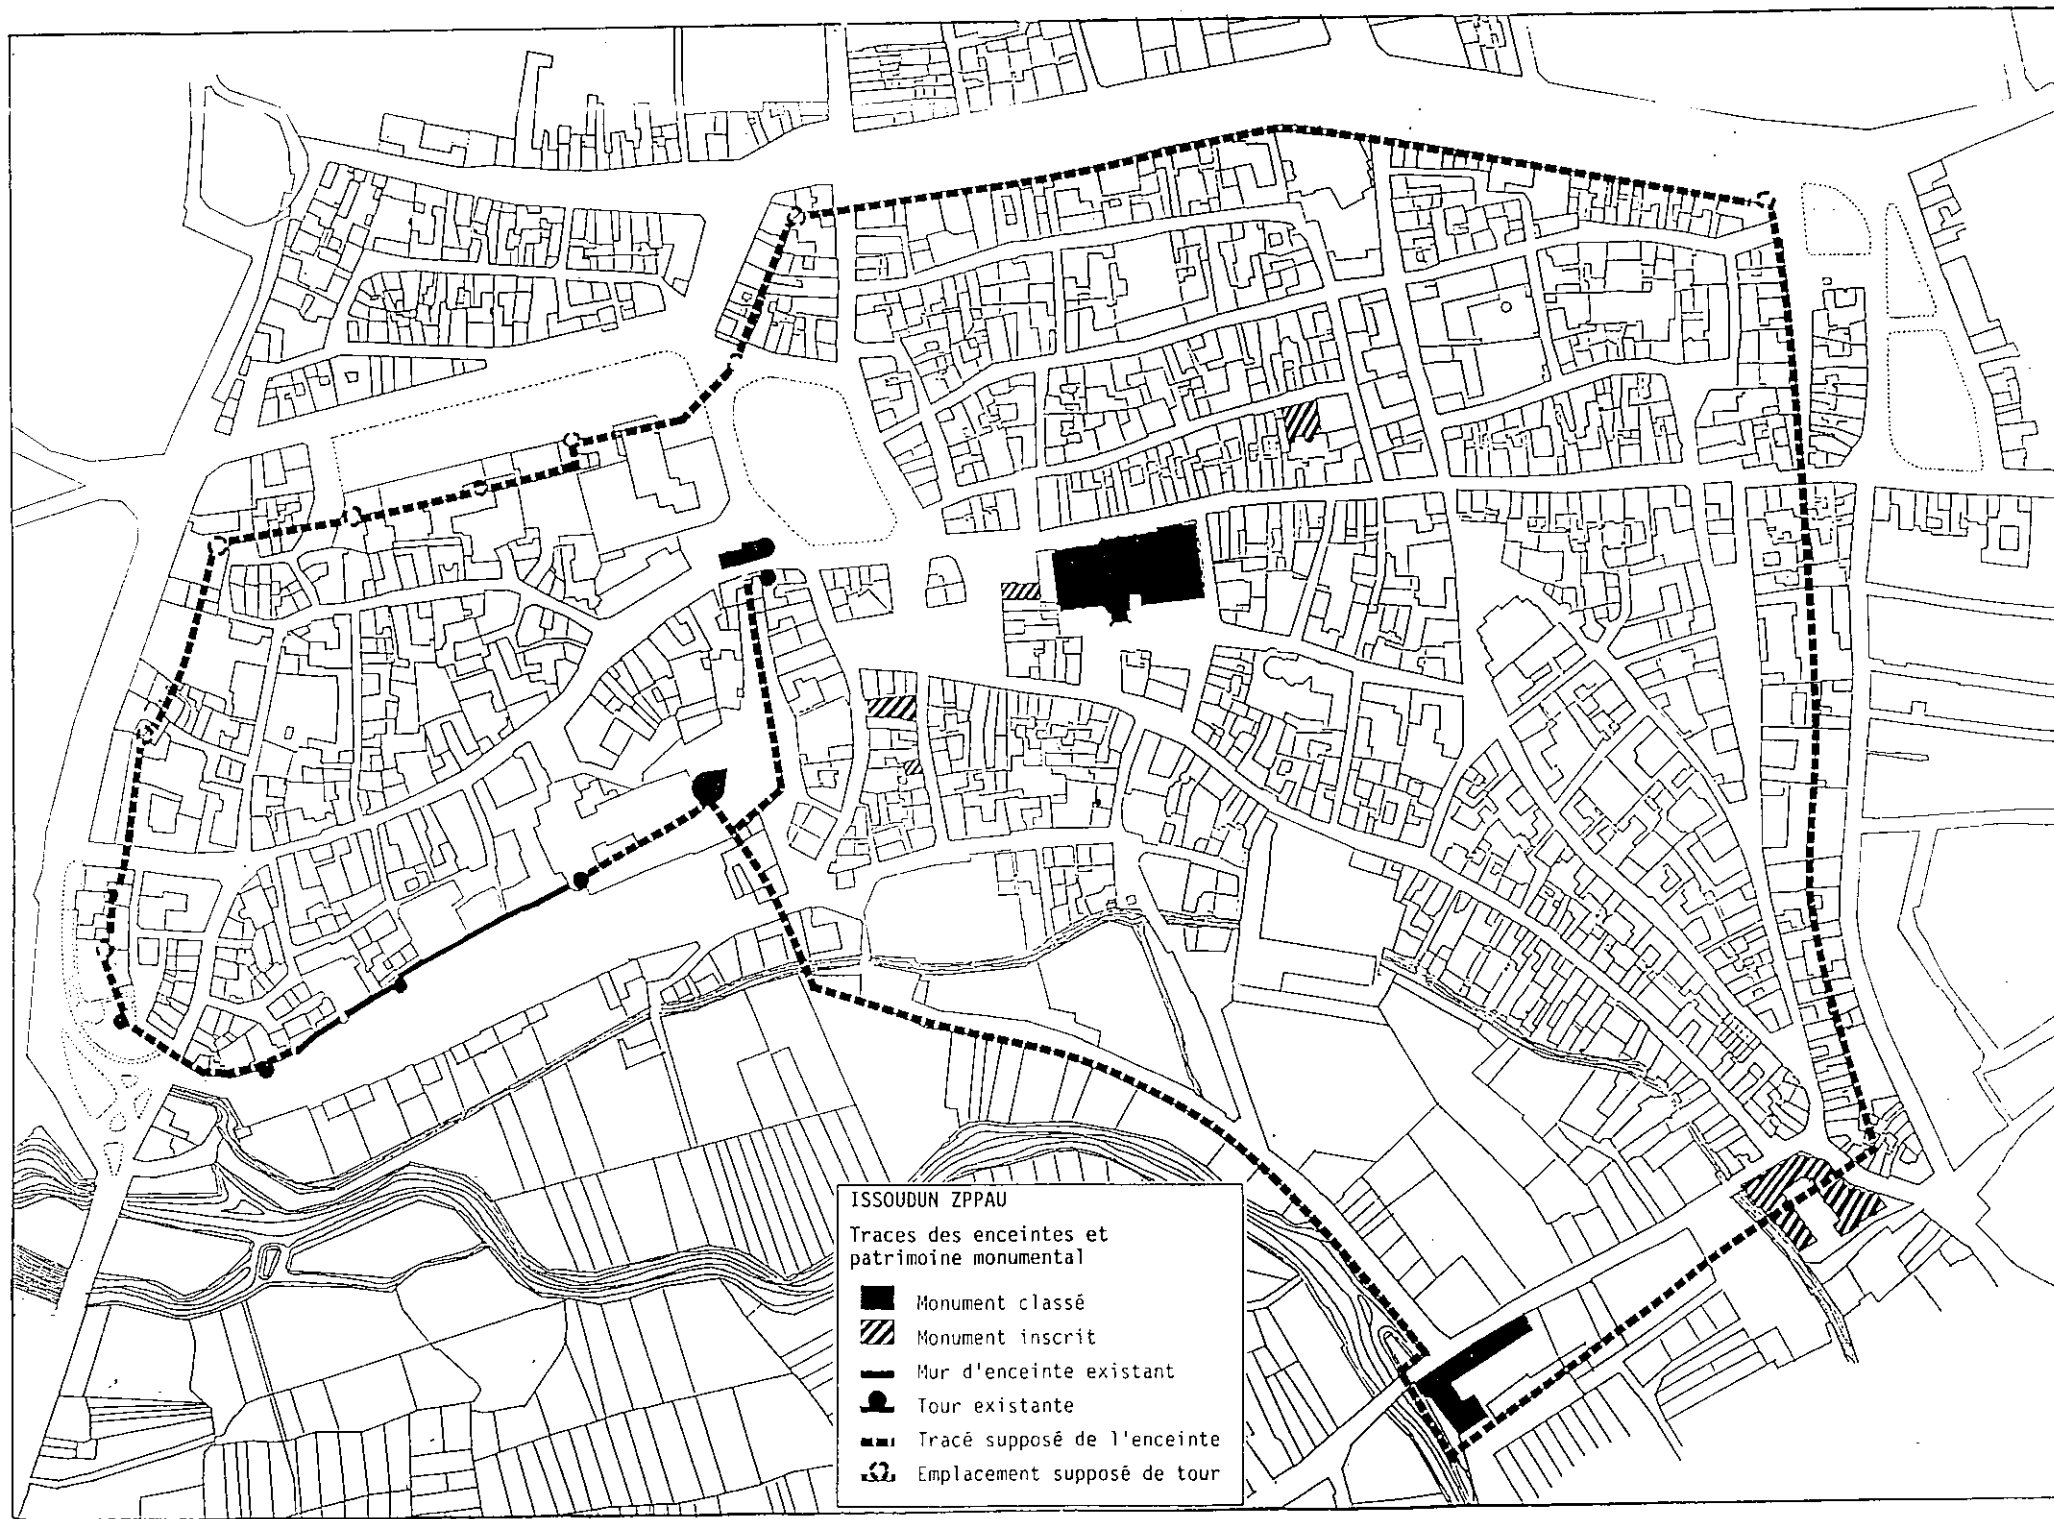 ISSOUDUN ZPPAU
Traces des enceintes et
patrimoine monumental
Monument classé
Monument inscrit
Mur d'enceinte existant
Tour existante
Tracé supposé de l'enceinte
Emplacement supposé de tour